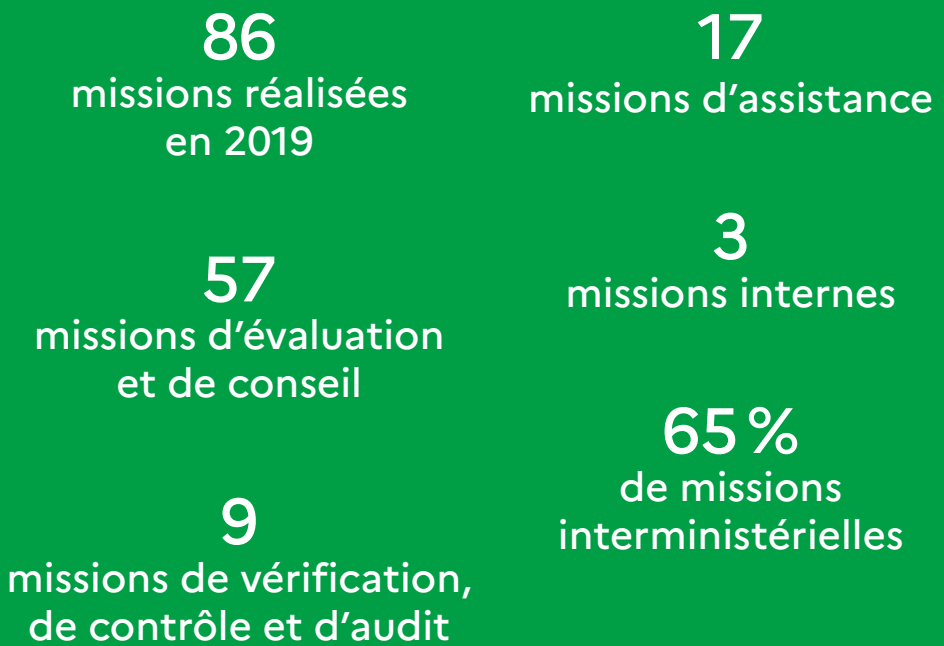 86
missions réalisées
en 2019
57
missions d’évaluation
et de conseil
9
missions de vérification,
de contrôle et d’audit
17
missions d’assistance
3
missions internes
65 %
de missions
interministérielles